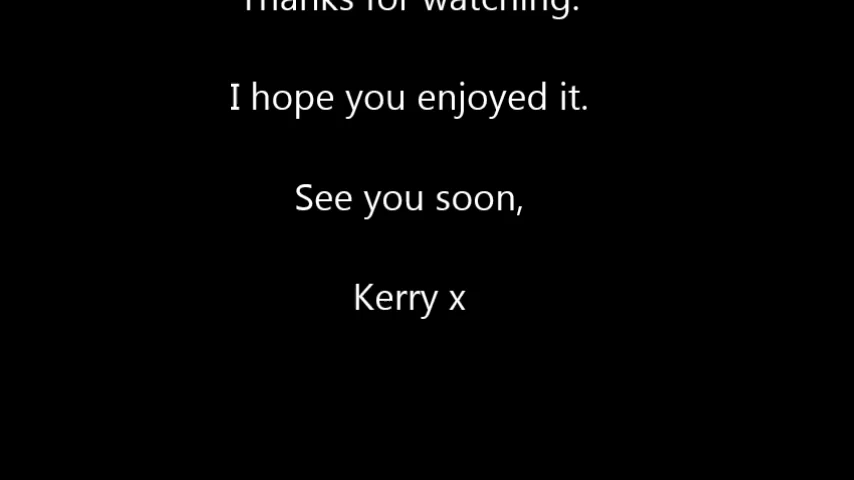 Thanks for watching.
I hope you enjoyed it.
See you soon,
Kerry x